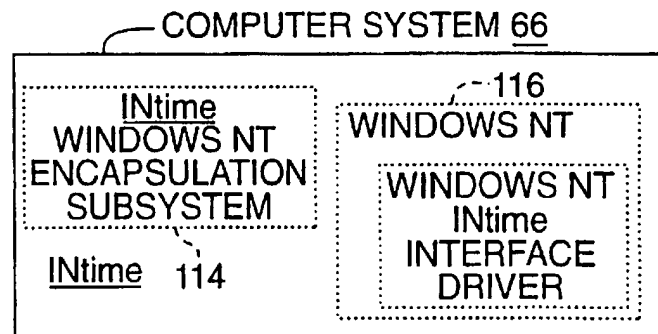 COMPUTER SYSTEM 66
INtime
WINDOWS NT
ENCAPSULATION
SUBSYSTEM
INtime
114
116
WINDOWS NT
WINDOWS NT
INtime
INTERFACE
DRIVER